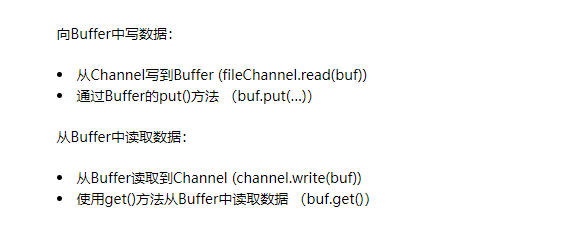 向Buffer中写数据：
• 从Channel写到Buffer (fileChannel.read(buf))
• 通过Buffer的put()方法 （buf.put(…)）
从Buffer中读取数据：
• 从Buffer读取到Channel (channel.write(buf))
• 使用get()方法从Buffer中读取数据 （buf.get()）